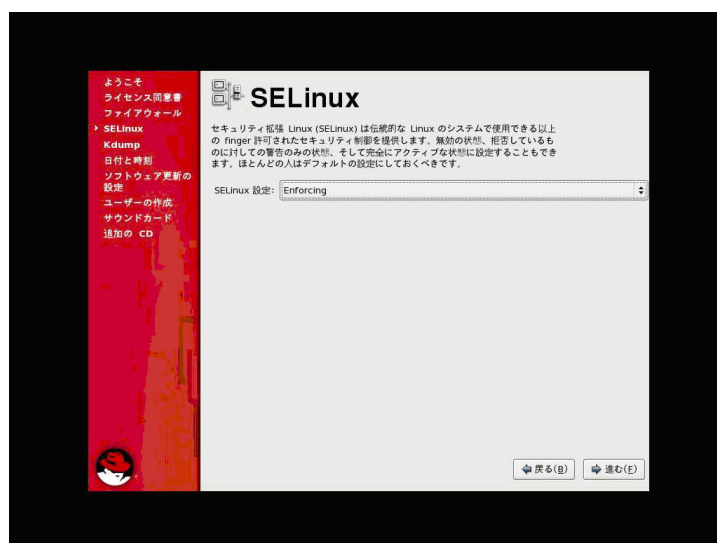 ようこそ
ライセンス同意書
ファイアウォール
SELinux
Kdump
日付と時刻
ソフトウェア更新の
設定
ユーザーの作成
サウンドカード
追加の CD
SELinux
セキュリティ拡張 Linux (SELinux) は伝統的な Linux のシステムで使用できる以上
の finger 許可されたセキュリティ制御を提供します。無効の状態、拒否しているも
のに対しての警告のみの状態、そして完全にアクティブな状態に設定することもでき
ます。ほとんどの人はデフォルトの設定にしておくべきです。
SELinux 設定: Enforcing
戻る(B) 進む(F)